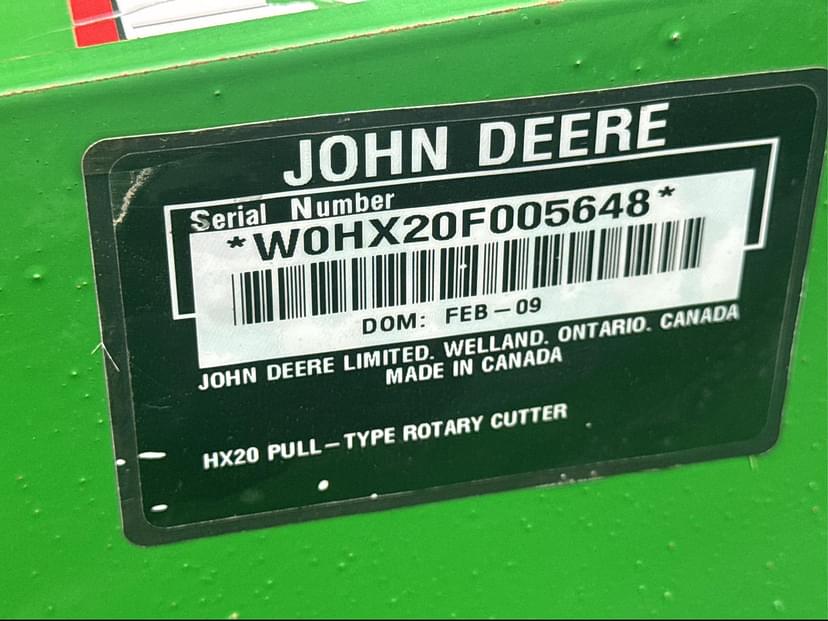 JOHN DEERE
Serial Number
*W0HX20F005648*
DOM: FEB-09
JOHN DEERE LIMITED. WELLAND. ONTARIO. CANADA
MADE IN CANADA
HX20 PULL-TYPE ROTARY CUTTER